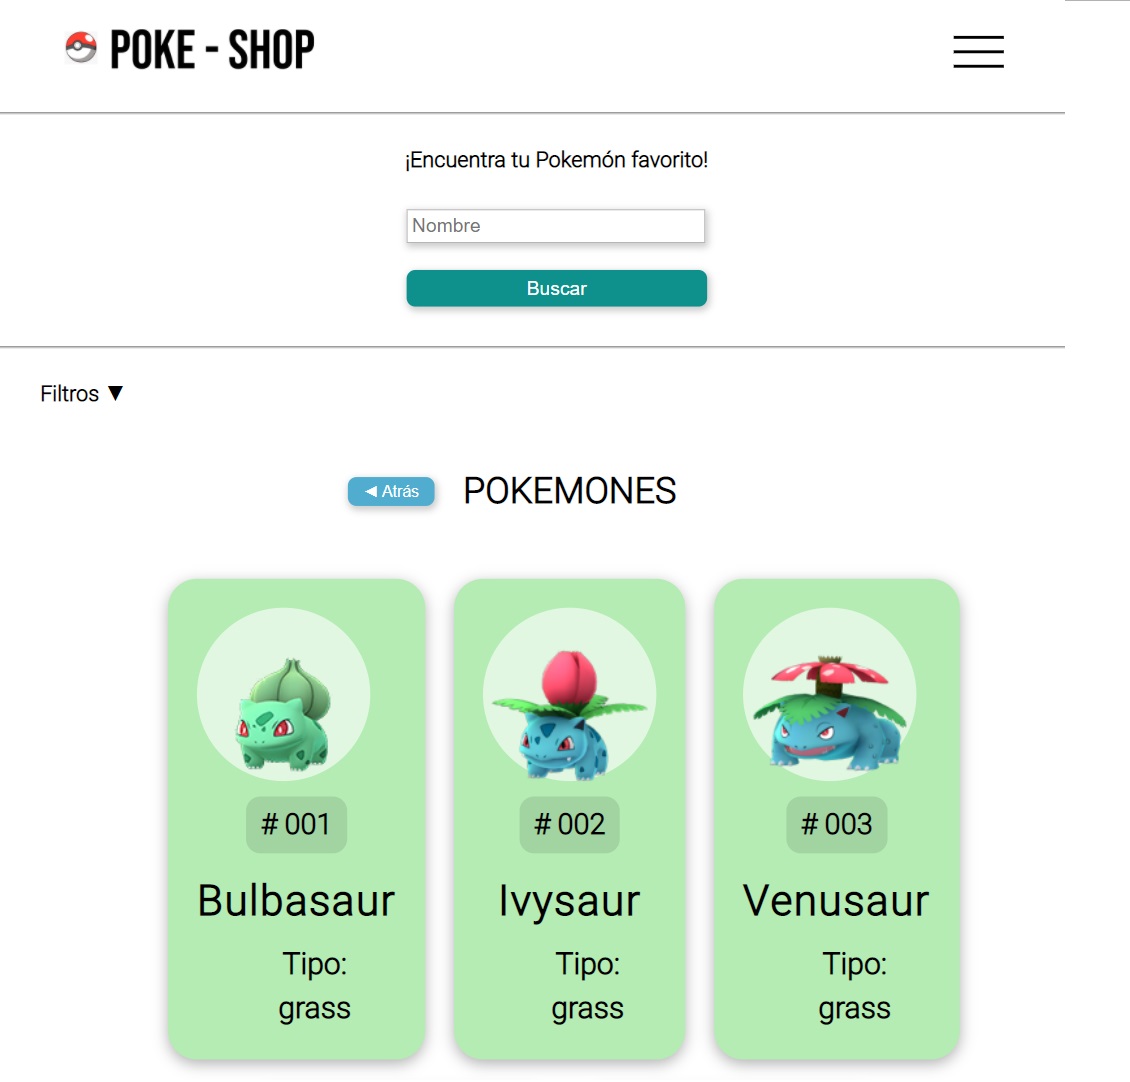 POKE - SHOP
¡Encuentra tu Pokemón favorito!
Nombre
Buscar
Filtros ▼
◄ Atrás
POKEMONES
# 001
Bulbasaur
Tipo:
grass
# 002
Ivysaur
Tipo:
grass
# 003
Venusaur
Tipo:
grass